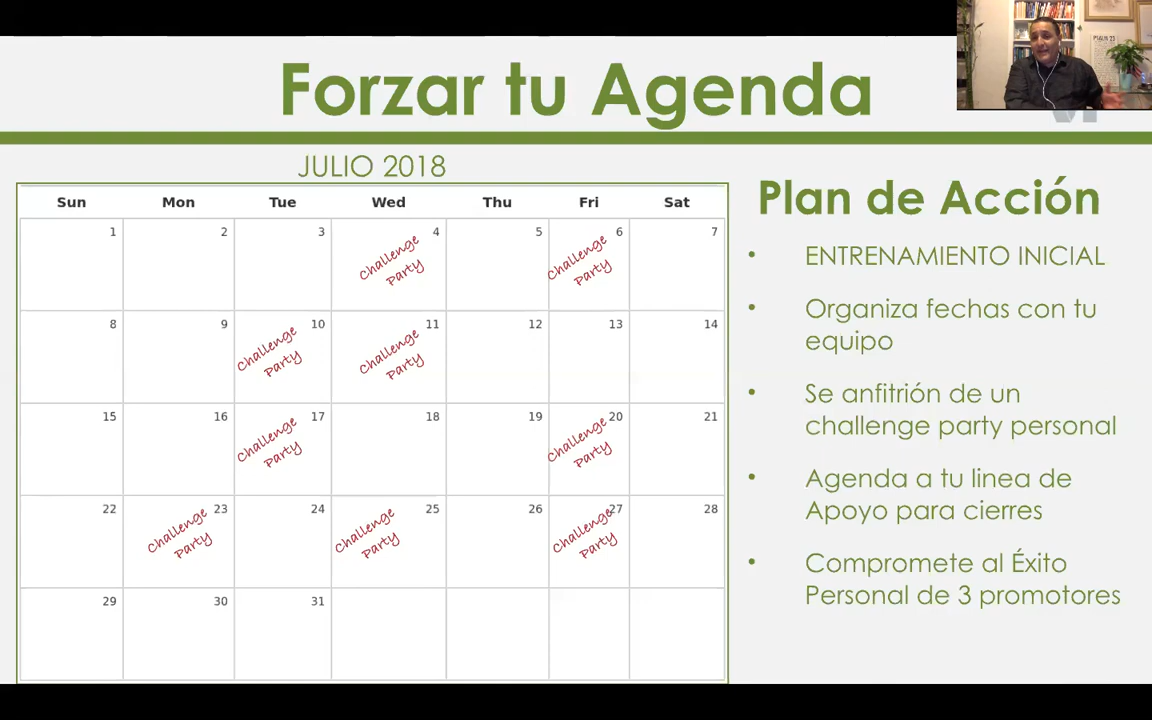 Forzar tu Agenda
PSALM 23
JULIO 2018
Sun Mon Tue Wed Thu Fri Sat
1 2 3 4 5 6 7
Challenge Party
Challenge Party
8 9 10 11 12 13 14
Challenge Party
Challenge Party
15 16 17 18 19 20 21
Challenge Party
Challenge Party
22 23 24 25 26 27 28
Challenge Party
Challenge Party
Challenge Party
29 30 31
Plan de Acción
• ENTRENAMIENTO INICIAL
• Organiza fechas con tu
equipo
• Se anfitrión de un
challenge party personal
• Agenda a tu linea de
Apoyo para cierres
• Compromete al Éxito
Personal de 3 promotores